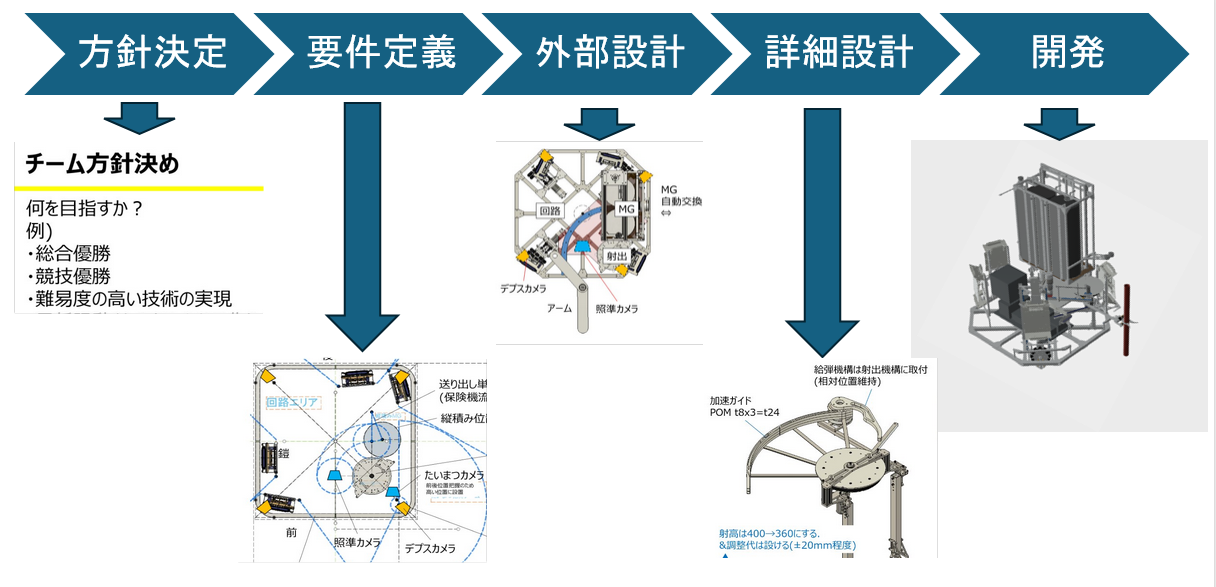 方針決定
要件定義
外部設計
詳細設計
開発
チーム方針決め
何を目指すか？
例)
・総合優勝
・競技優勝
・難易度の高い技術の実現
回路エリア
送り出し単
(保険機流
縦積み位
鎧
たいまつカメラ
前後位置把握のため
高い位置に設置
前
照準カメラ
デプスカメラ
MG
自動交換
⇔
回路
MG
射出
デプスカメラ
アーム
照準カメラ
給弾機構は射出機構に取付
(相対位置維持)
加速ガイド
POM t8x3=t24
射高は400→360にする.
&調整代は設ける(±20mm程度)